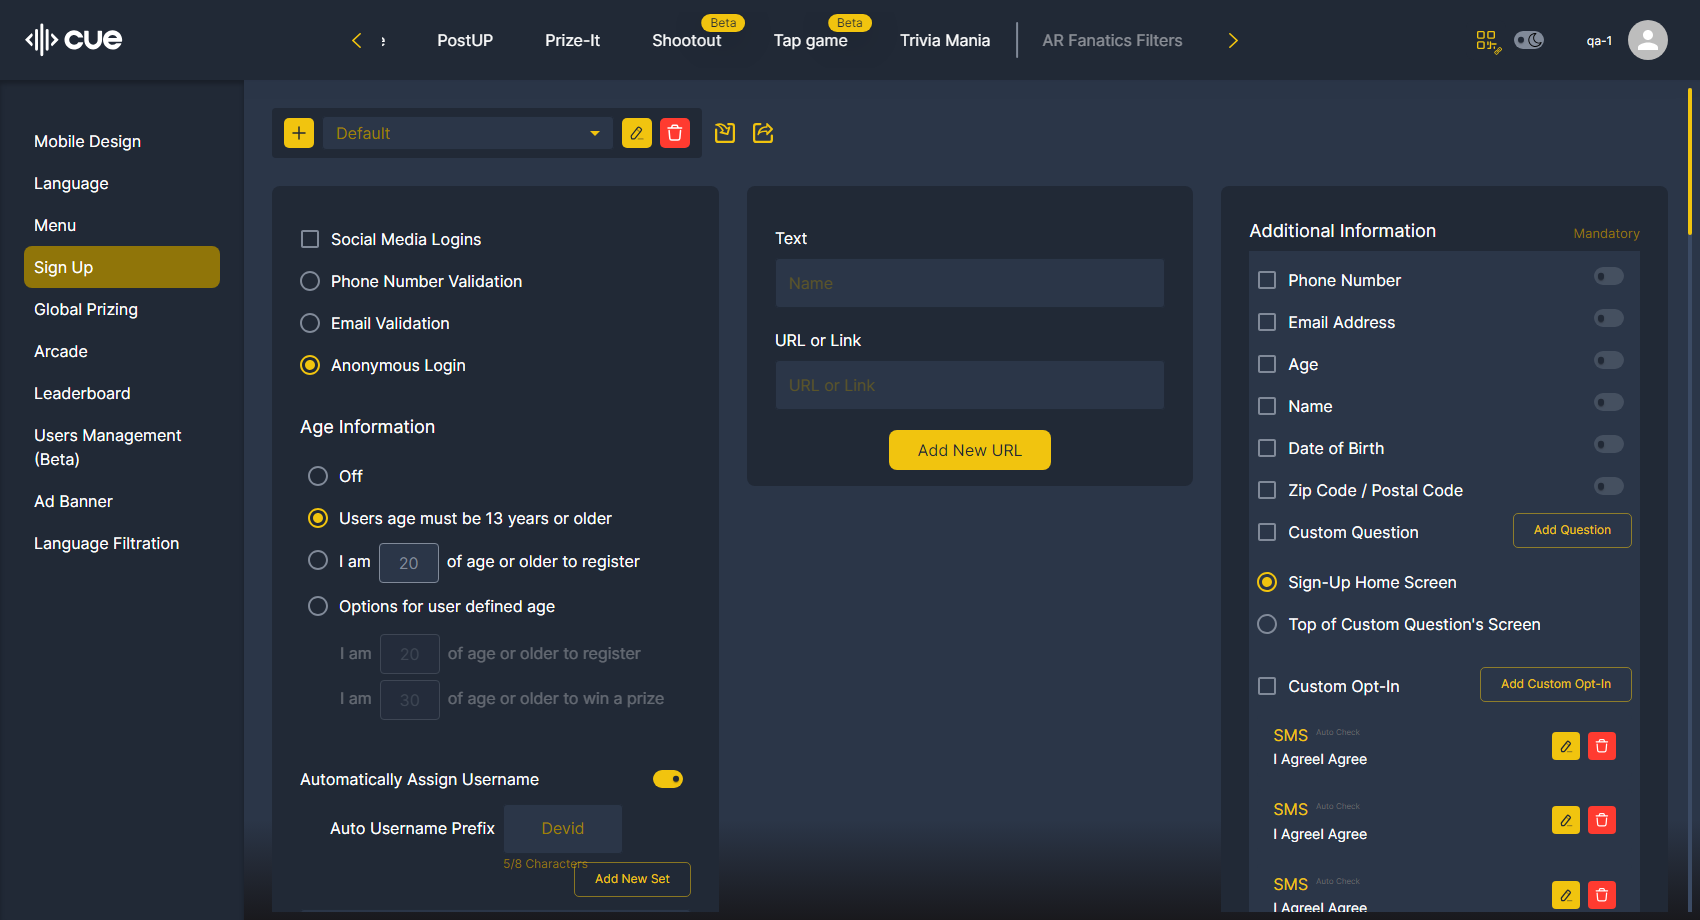 cue
PostUP
Prize-It
Beta
Shootout
Beta
Tap game
Trivia Mania
AR Fanatics Filters
qa-1
Mobile Design
Language
Menu
Sign Up
Global Prizing
Arcade
Leaderboard
Users Management
(Beta)
Ad Banner
Language Filtration
Default
Social Media Logins
Phone Number Validation
Email Validation
Anonymous Login
Age Information
Off
Users age must be 13 years or older
I am 20 of age or older to register
Options for user defined age
I am 20 of age or older to register
I am 30 of age or older to win a prize
Automatically Assign Username
Auto Username Prefix Devid
5/8 Characters
Add New Set
Text
Name
URL or Link
URL or Link
Add New URL
Additional Information Mandatory
Phone Number
Email Address
Age
Name
Date of Birth
Zip Code / Postal Code
Custom Question Add Question
Sign-Up Home Screen
Top of Custom Question's Screen
Custom Opt-In Add Custom Opt-In
SMS Auto Check
I AgreeI Agree
SMS Auto Check
I AgreeI Agree
SMS Auto Check
I AgreeI Agree